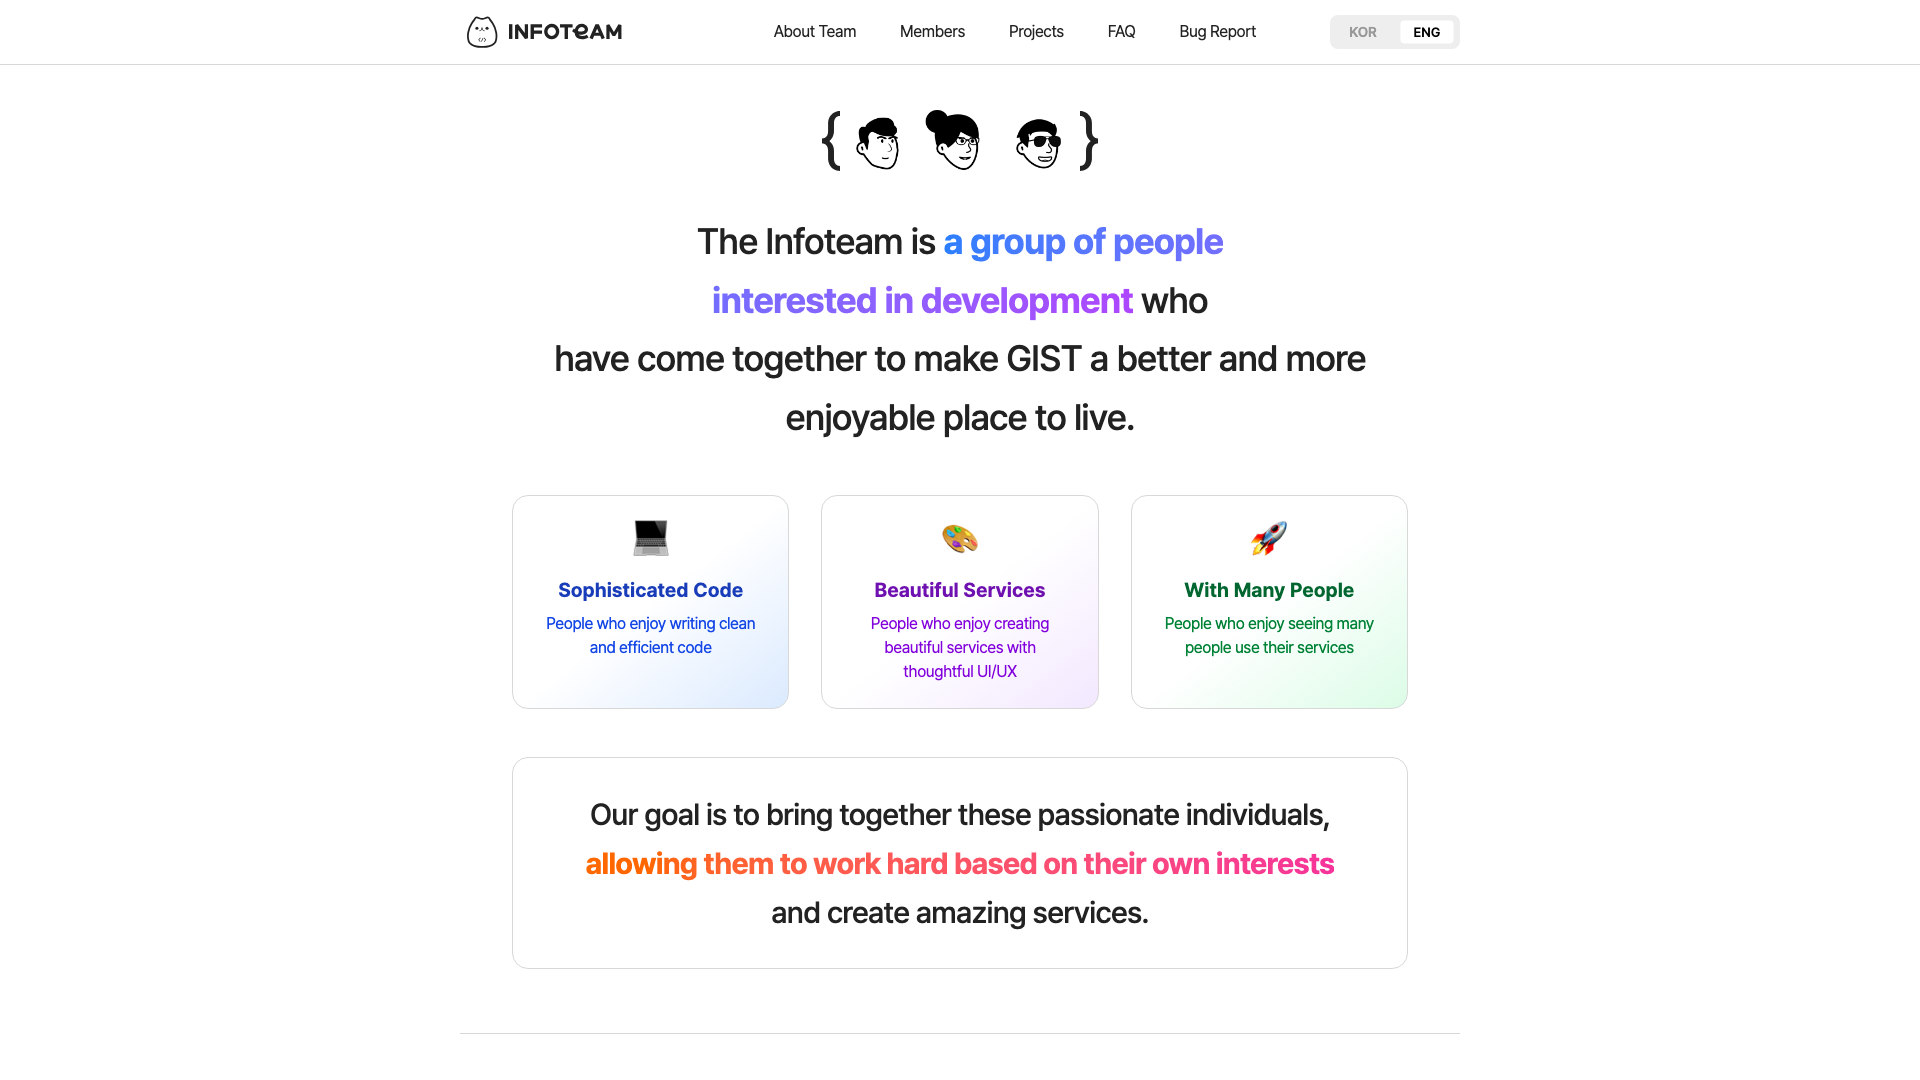 INFOTEAM
About Team
Members
Projects
FAQ
Bug Report
KOR
ENG
The Infoteam is a group of people
interested in development who
have come together to make GIST a better and more
enjoyable place to live.
Sophisticated Code
People who enjoy writing clean
and efficient code
Beautiful Services
People who enjoy creating
beautiful services with
thoughtful UI/UX
With Many People
People who enjoy seeing many
people use their services
Our goal is to bring together these passionate individuals,
allowing them to work hard based on their own interests
and create amazing services.